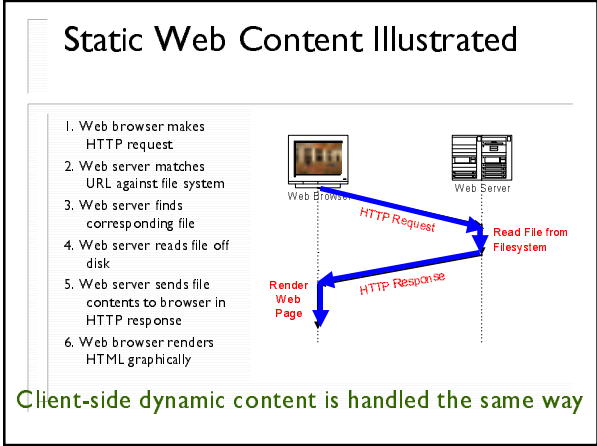 Static Web Content Illustrated
1. Web browser makes
HTTP request
2. Web server matches
URL against file system
3. Web server finds
corresponding file
4. Web server reads file off
disk
5. Web server sends file
contents to browser in
HTTP response
6. Web browser renders
HTML graphically
Web Browser
Web Server
HTTP Request
Read File from
Filesystem
HTTP Response
Render
Web
Page
Client-side dynamic content is handled the same way